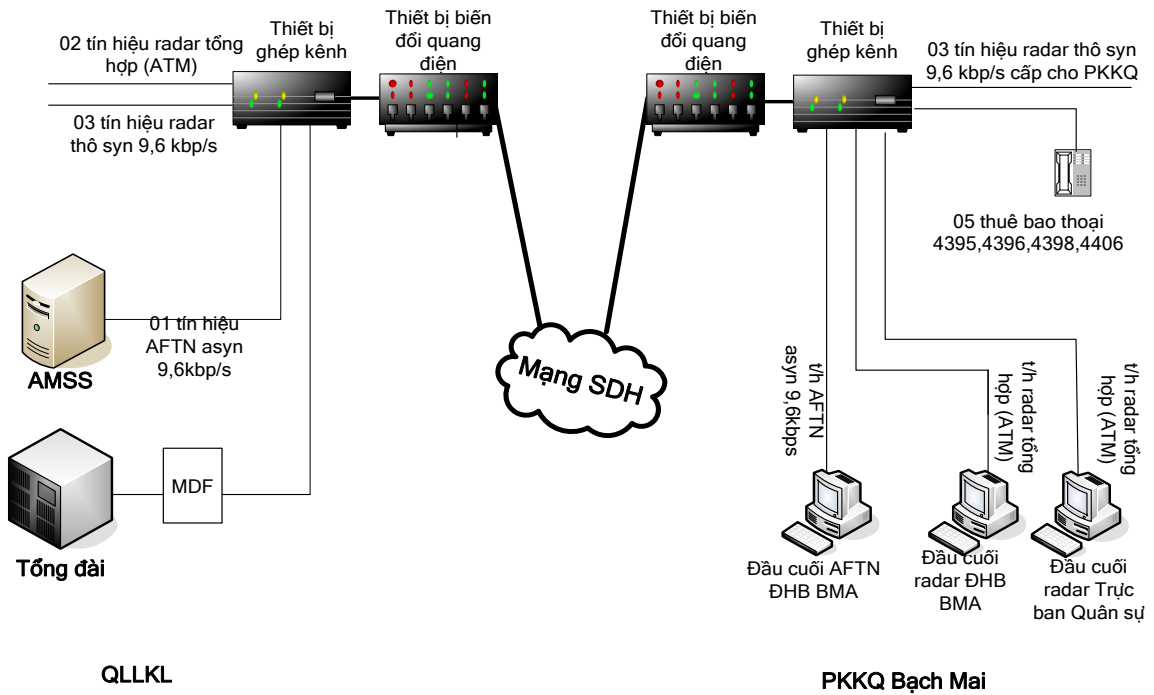 02 tín hiệu radar tổng
hợp (ATM)
03 tín hiệu radar
thô syn 9,6 kbp/s
Thiết bị
ghép kênh
Thiết bị biến
đổi quang
điện
Thiết bị biến
đổi quang
điện
Thiết bị
ghép kênh
03 tín hiệu radar thô syn
9,6 kbp/s cấp cho PKKQ
05 thuê bao thoại
4395,4396,4398,4406
AMSS
01 tín hiệu
AFTN asyn
9,6kbp/s
Mạng SDH
t/h AFTN
asyn 9,6kbps
t/h radar tổng
hợp (ATM)
t/h radar tổng
hợp (ATM)
MDF
Tổng đài
Đầu cuối AFTN
ĐHB BMA
Đầu cuối
radar ĐHB
BMA
Đầu cuối
radar Trực
ban Quân sự
QLLKL
PKKQ Bạch Mai